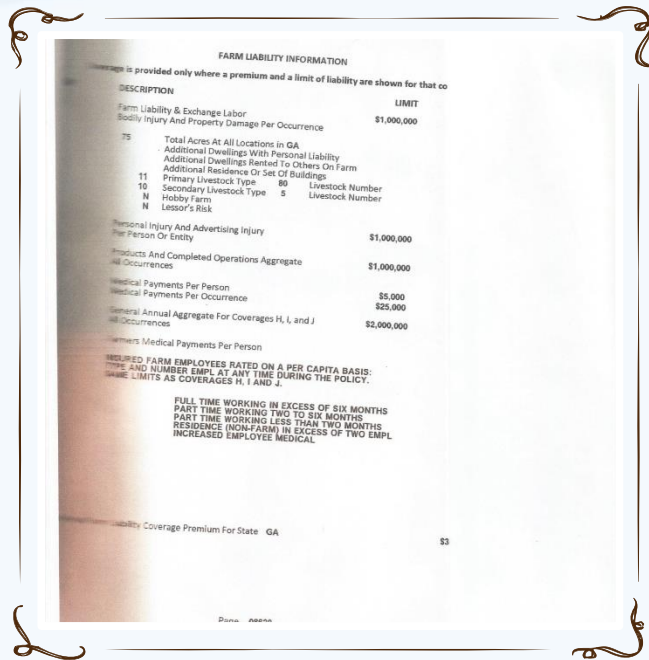 FARM LIABILITY INFORMATION
is provided only where a premium and a limit of liability are shown for that co
DESCRIPTION
LIMIT
Farm Liability & Exchange Labor
Bodily Injury And Property Damage Per Occurrence $1,000,000
75 Total Acres At All Locations in GA
Additional Dwellings With Personal Liability
Additional Dwellings Rented To Others On Farm
Additional Residence Or Set Of Buildings
11 Primary Livestock Type 80 Livestock Number
10 Secondary Livestock Type 5 Livestock Number
N Hobby Farm
N Lessor's Risk
Personal Injury And Advertising Injury
Per Person Or Entity $1,000,000
Products And Completed Operations Aggregate
All Occurrences $1,000,000
Medical Payments Per Person $5,000
Medical Payments Per Occurrence $25,000
General Annual Aggregate For Coverages H, I, and J
All Occurrences $2,000,000
Medical Payments Per Person
INSURED FARM EMPLOYEES RATED ON A PER CAPITA BASIS:
TYPE AND NUMBER EMPL AT ANY TIME DURING THE POLICY.
SAME LIMITS AS COVERAGES H, I AND J.
FULL TIME WORKING IN EXCESS OF SIX MONTHS
PART TIME WORKING TWO TO SIX MONTHS
PART TIME WORKING LESS THAN TWO MONTHS
RESIDENCE (NON-FARM) IN EXCESS OF TWO EMPL
INCREASED EMPLOYEE MEDICAL
Liability Coverage Premium For State GA
$3
Page